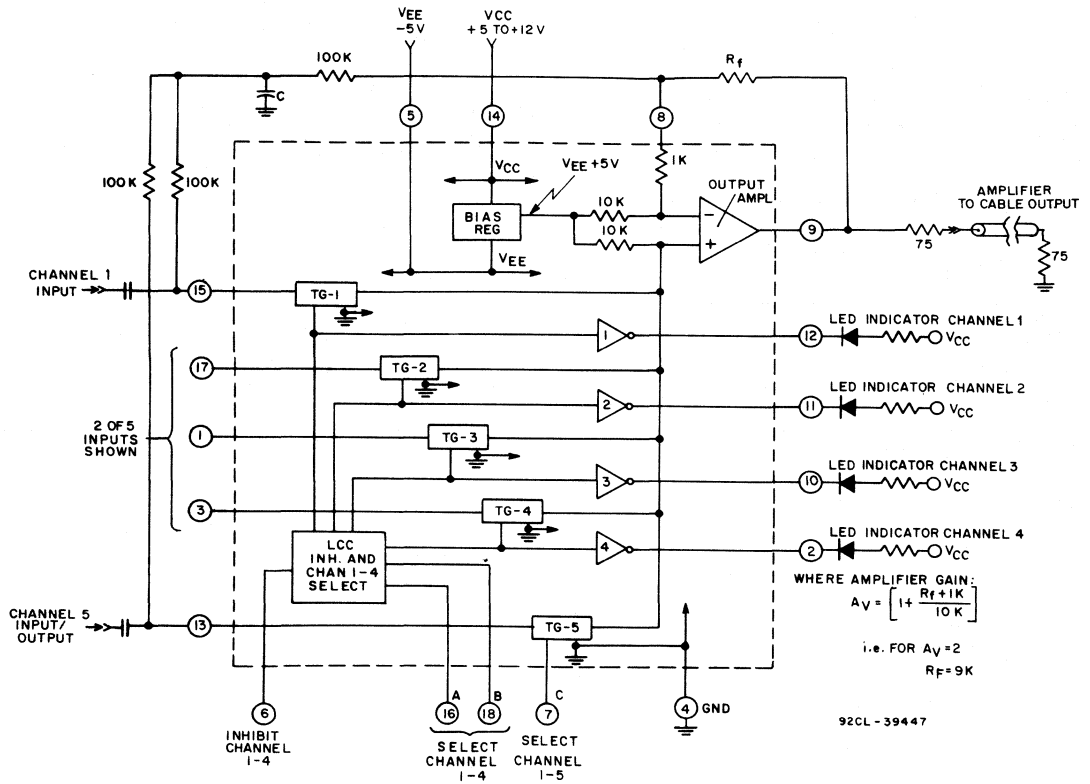 VEE
-5V
VCC
+5 TO +12V
100K
C
Rf
5
14
8
100K
100K
VCC
VEE +5V
1K
BIAS
REG
10K
10K
OUTPUT
AMPL
-
+
9
AMPLIFIER
TO CABLE OUTPUT
75
75
VEE
CHANNEL 1
INPUT
15
TG-1
1
12
LED INDICATOR CHANNEL 1
VCC
17
TG-2
2
11
LED INDICATOR CHANNEL 2
VCC
2 OF 5
INPUTS
SHOWN
1
TG-3
3
10
LED INDICATOR CHANNEL 3
VCC
3
TG-4
4
2
LED INDICATOR CHANNEL 4
VCC
LCC
INH. AND
CHAN 1-4
SELECT
WHERE AMPLIFIER GAIN:
AV = [1 + Rf + 1K / 10K]
i.e. FOR AV = 2
RF = 9K
CHANNEL 5
INPUT/
OUTPUT
13
TG-5
6
INHIBIT
CHANNEL
1-4
A
16
B
18
SELECT
CHANNEL
1-4
C
7
SELECT
CHANNEL
1-5
4
GND
92CL-39447